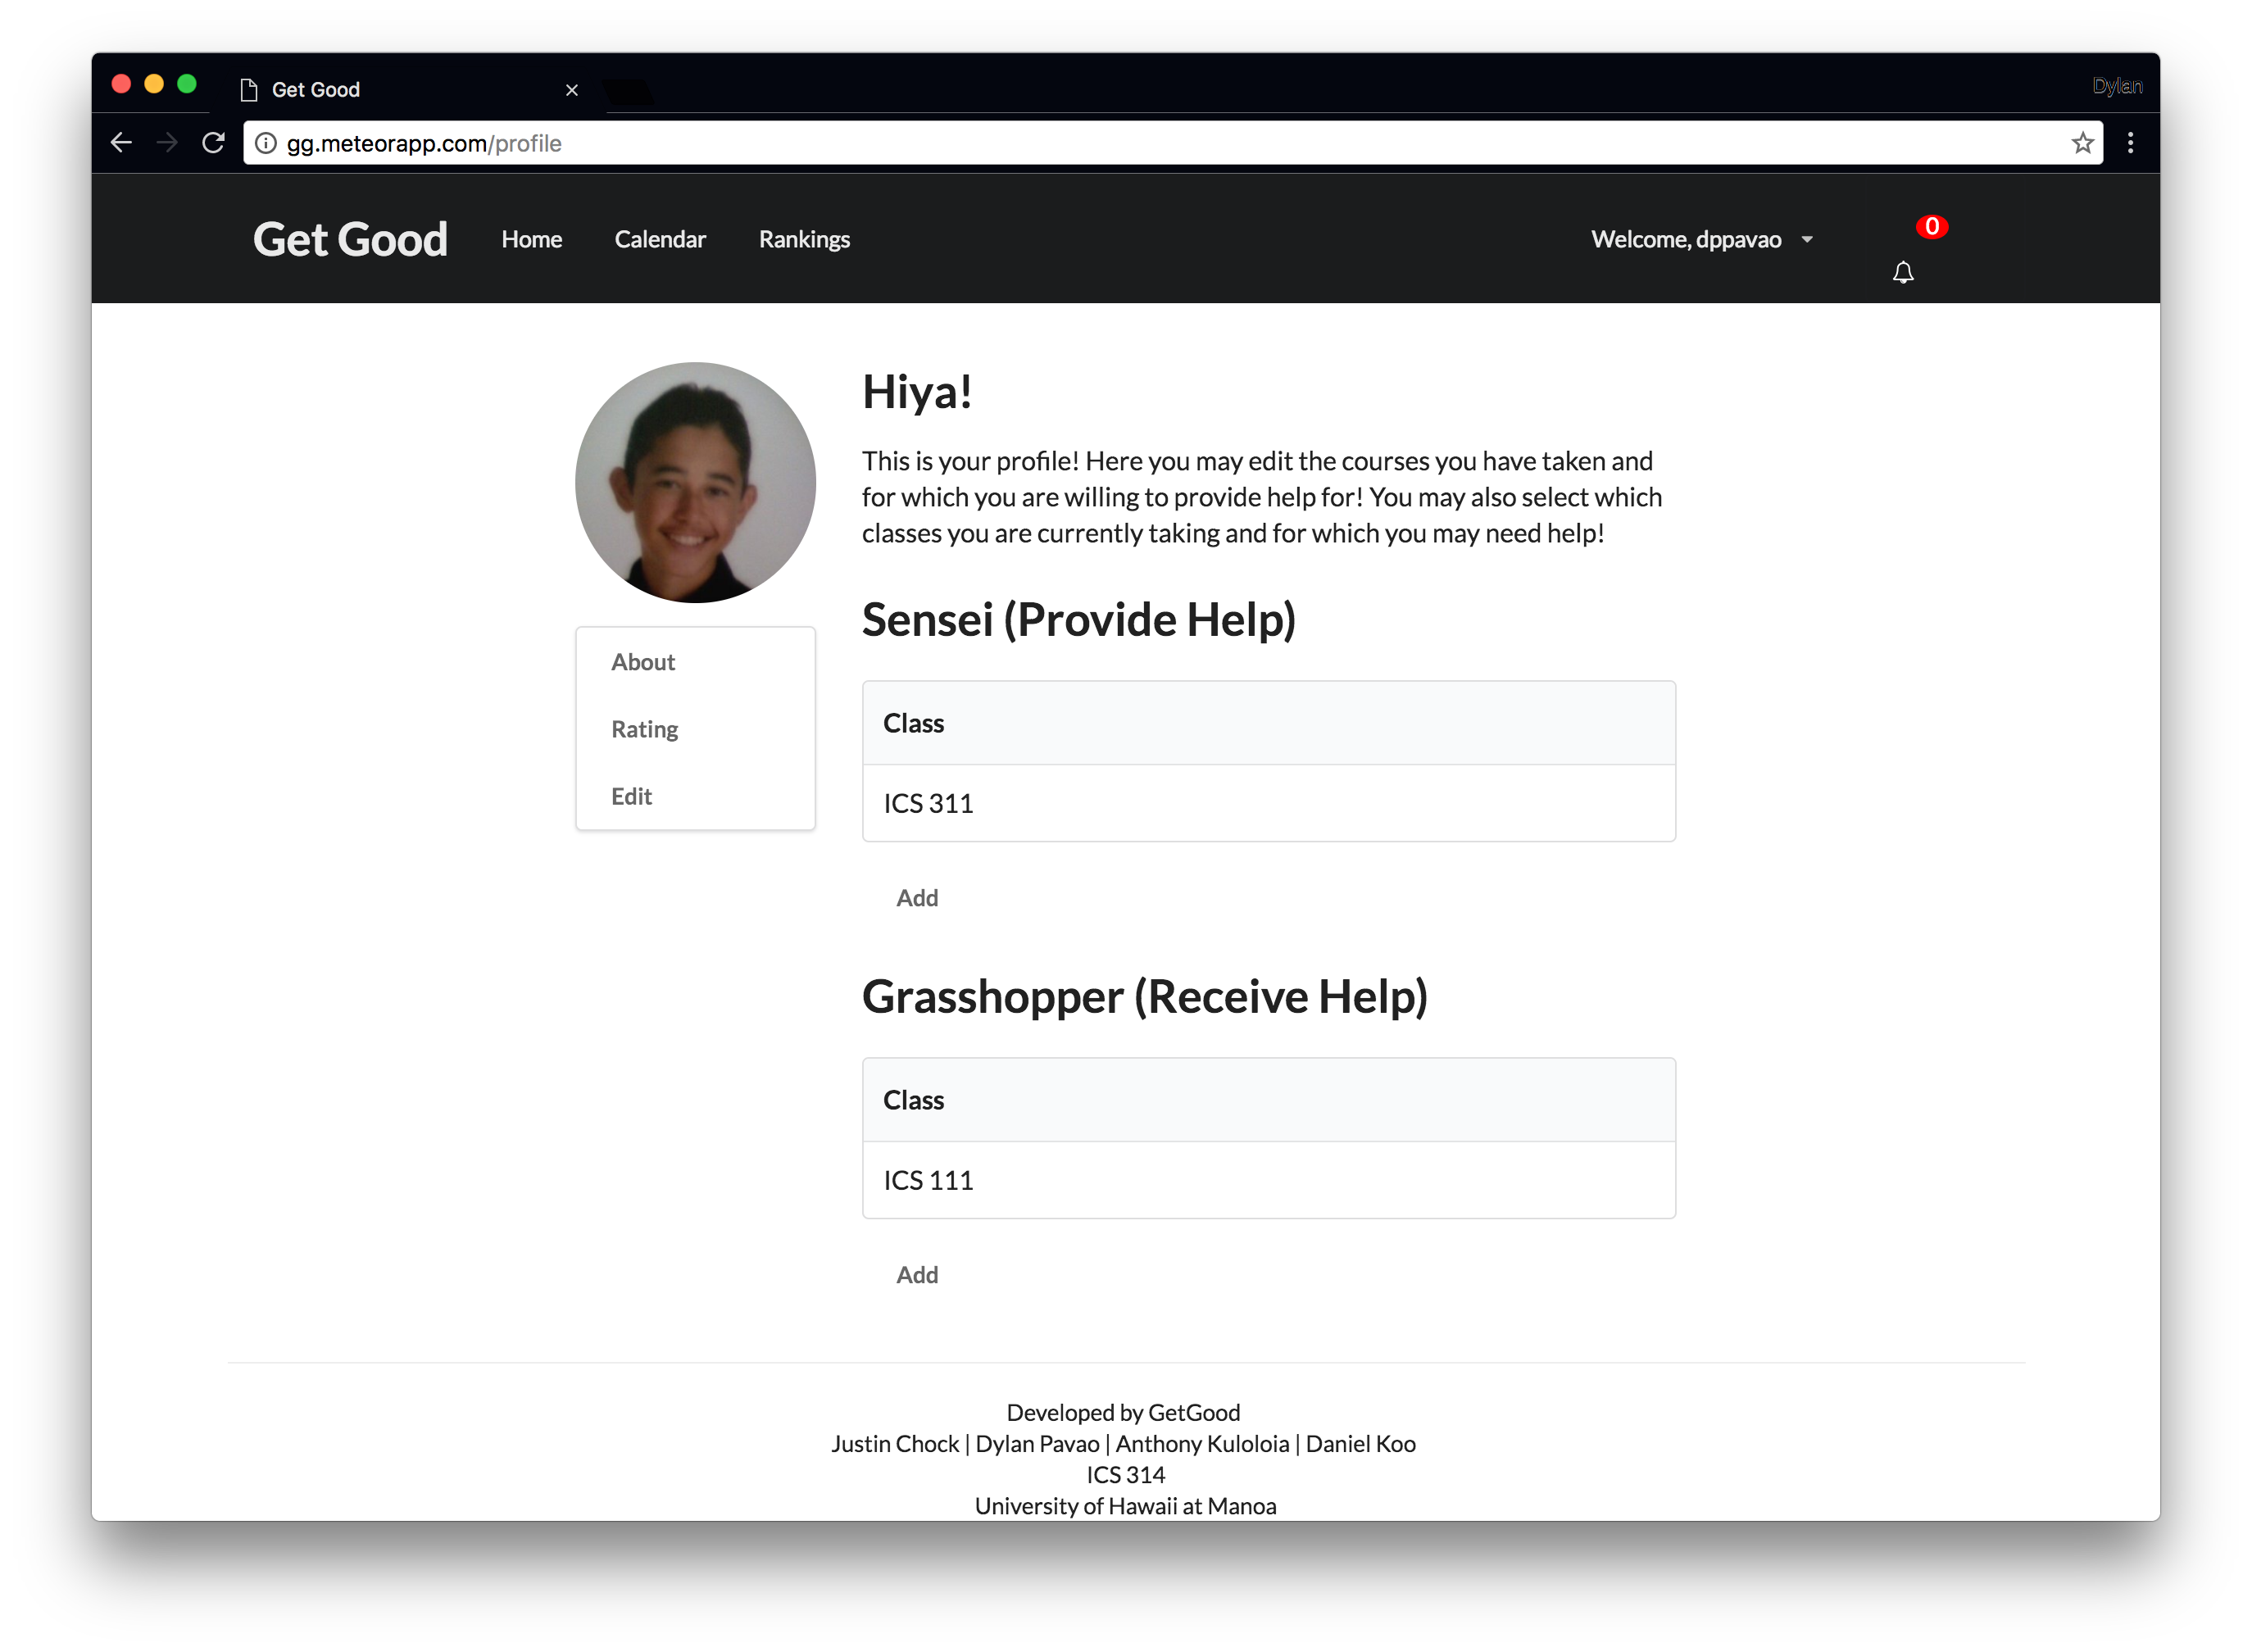 Get Good
Dylan
gg.meteorapp.com/profile
Get Good Home Calendar Rankings Welcome, dppavao 0
Hiya!
This is your profile! Here you may edit the courses you have taken and
for which you are willing to provide help for! You may also select which
classes you are currently taking and for which you may need help!
About
Rating
Edit
Sensei (Provide Help)
Class
ICS 311
Add
Grasshopper (Receive Help)
Class
ICS 111
Add
Developed by GetGood
Justin Chock | Dylan Pavao | Anthony Kuloloia | Daniel Koo
ICS 314
University of Hawaii at Manoa